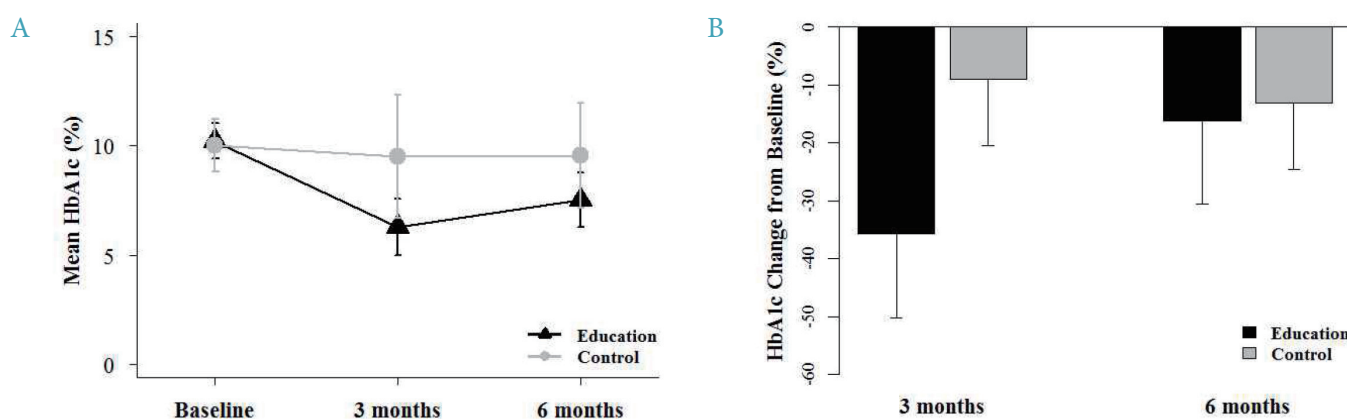 A
Mean HbA1c (%)
15
10
5
0
Education
Control
Baseline
3 months
6 months
B
HbA1c Change from Baseline (%)
0
-10
-20
-30
-40
-50
-60
Education
Control
3 months
6 months